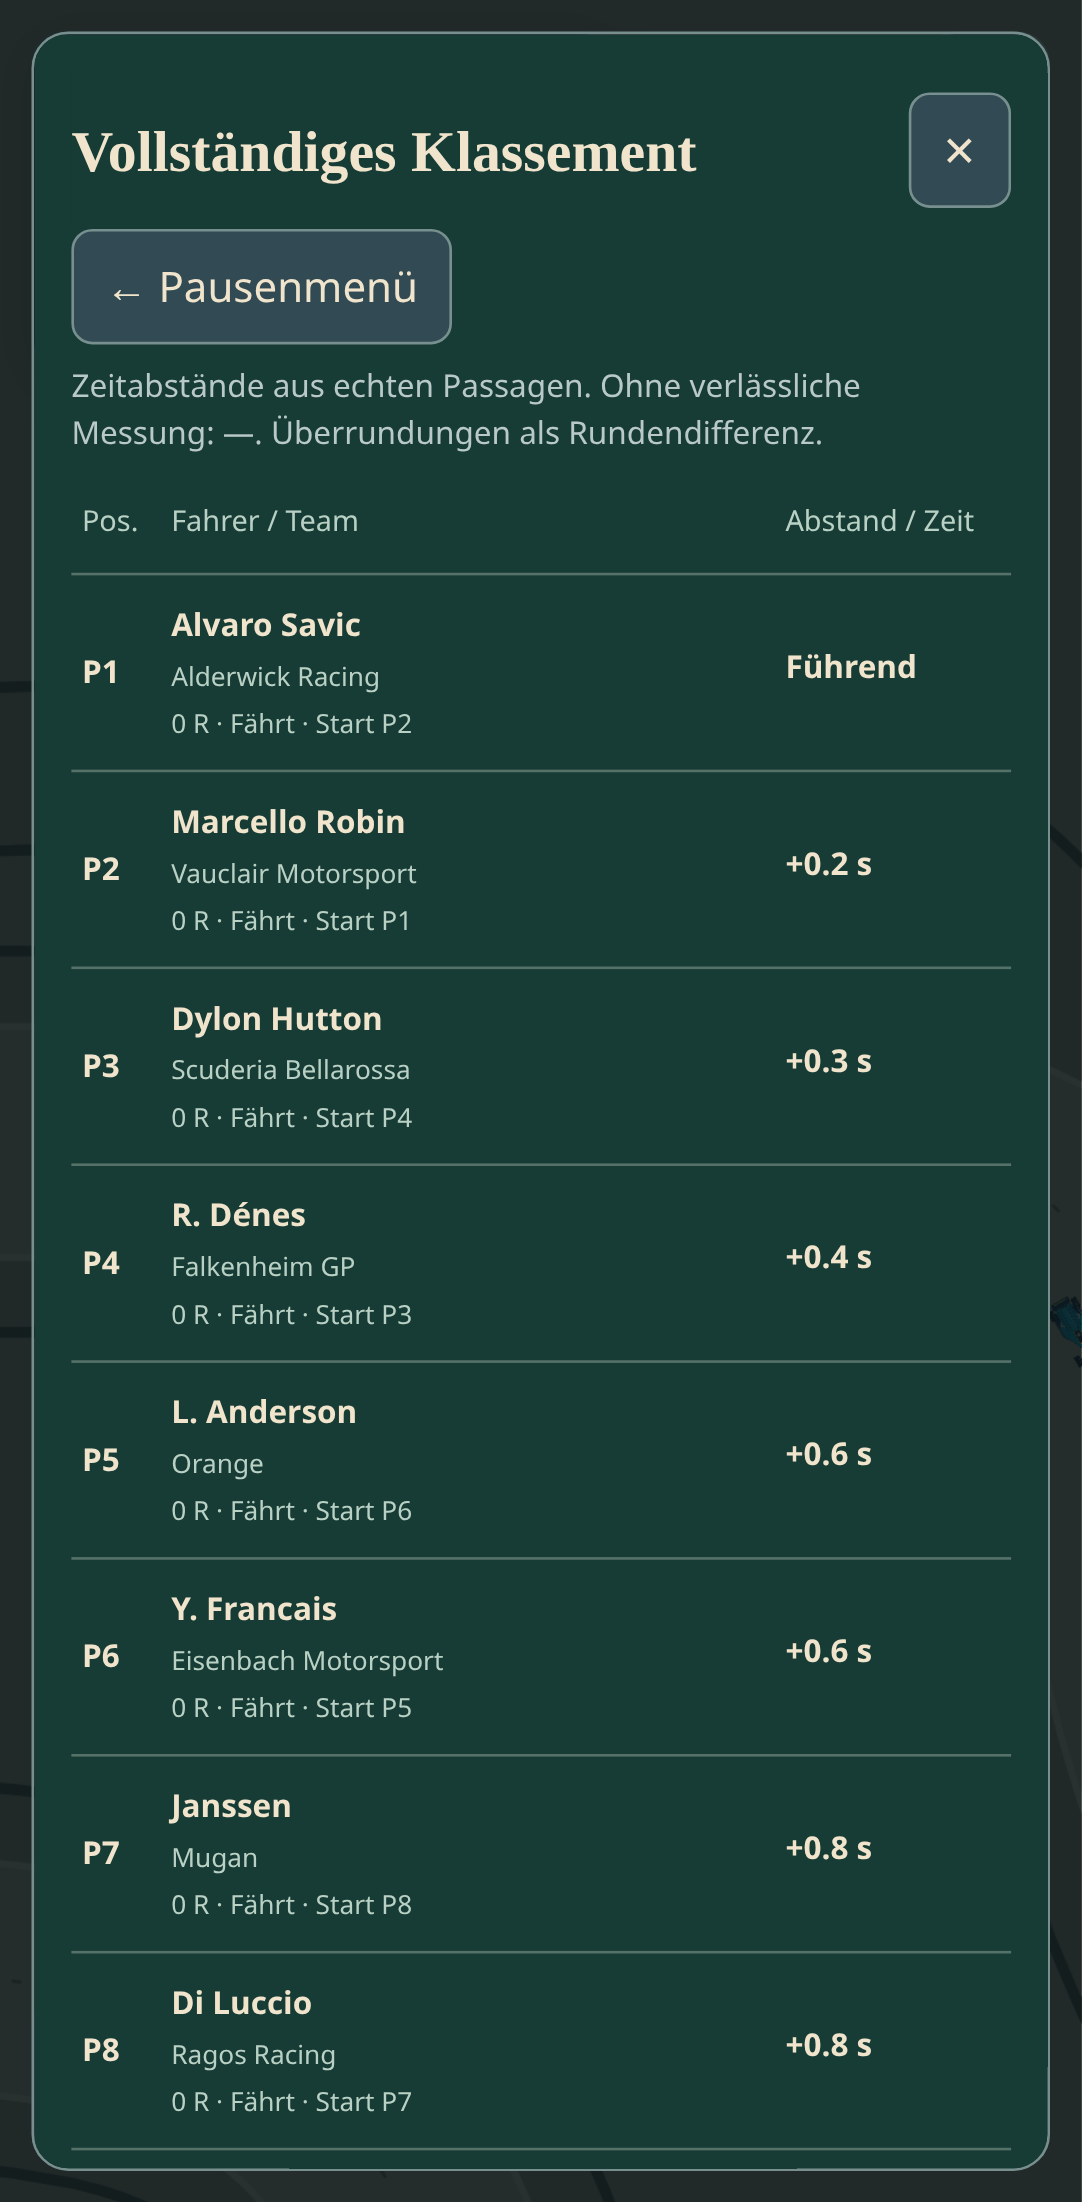 Vollständiges Klassement
×
← Pausenmenü
Zeitabstände aus echten Passagen. Ohne verlässliche
Messung: —. Überrundungen als Rundendifferenz.
Pos. Fahrer / Team Abstand / Zeit
Alvaro Savic
P1 Alderwick Racing Führend
0 R · Fährt · Start P2
Marcello Robin
P2 Vauclair Motorsport +0.2 s
0 R · Fährt · Start P1
Dylon Hutton
P3 Scuderia Bellarossa +0.3 s
0 R · Fährt · Start P4
R. Dénes
P4 Falkenheim GP +0.4 s
0 R · Fährt · Start P3
L. Anderson
P5 Orange +0.6 s
0 R · Fährt · Start P6
Y. Francais
P6 Eisenbach Motorsport +0.6 s
0 R · Fährt · Start P5
Janssen
P7 Mugan +0.8 s
0 R · Fährt · Start P8
Di Luccio
P8 Ragos Racing +0.8 s
0 R · Fährt · Start P7